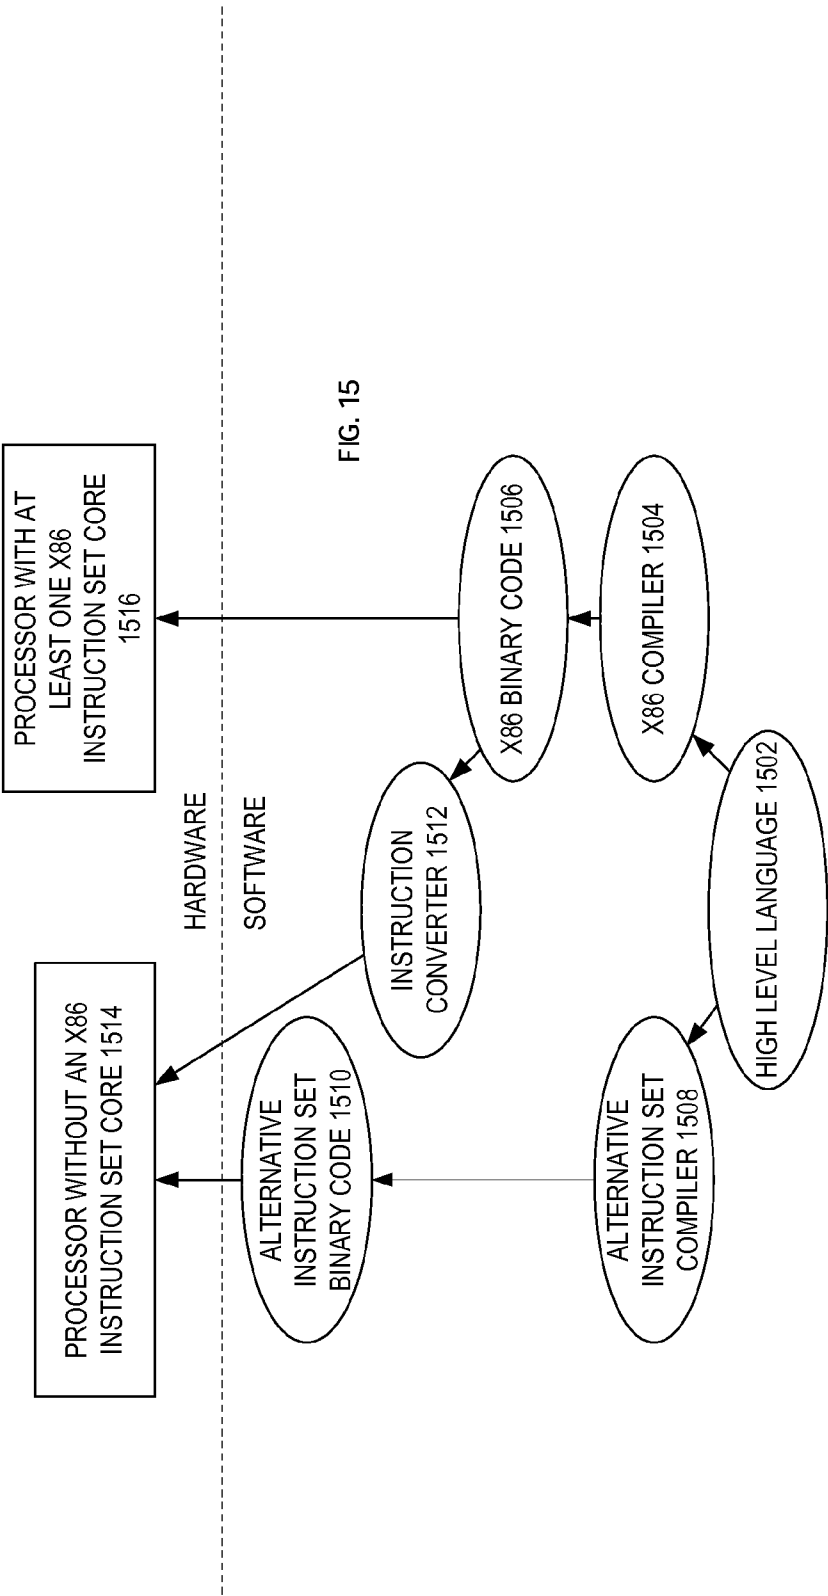 PROCESSOR WITHOUT AN X86
INSTRUCTION SET CORE 1514
PROCESSOR WITH AT
LEAST ONE X86
INSTRUCTION SET CORE
1516
HARDWARE
SOFTWARE
ALTERNATIVE
INSTRUCTION SET
BINARY CODE 1510
INSTRUCTION
CONVERTER 1512
FIG. 15
X86 BINARY CODE 1506
ALTERNATIVE
INSTRUCTION SET
COMPILER 1508
X86 COMPILER 1504
HIGH LEVEL LANGUAGE 1502